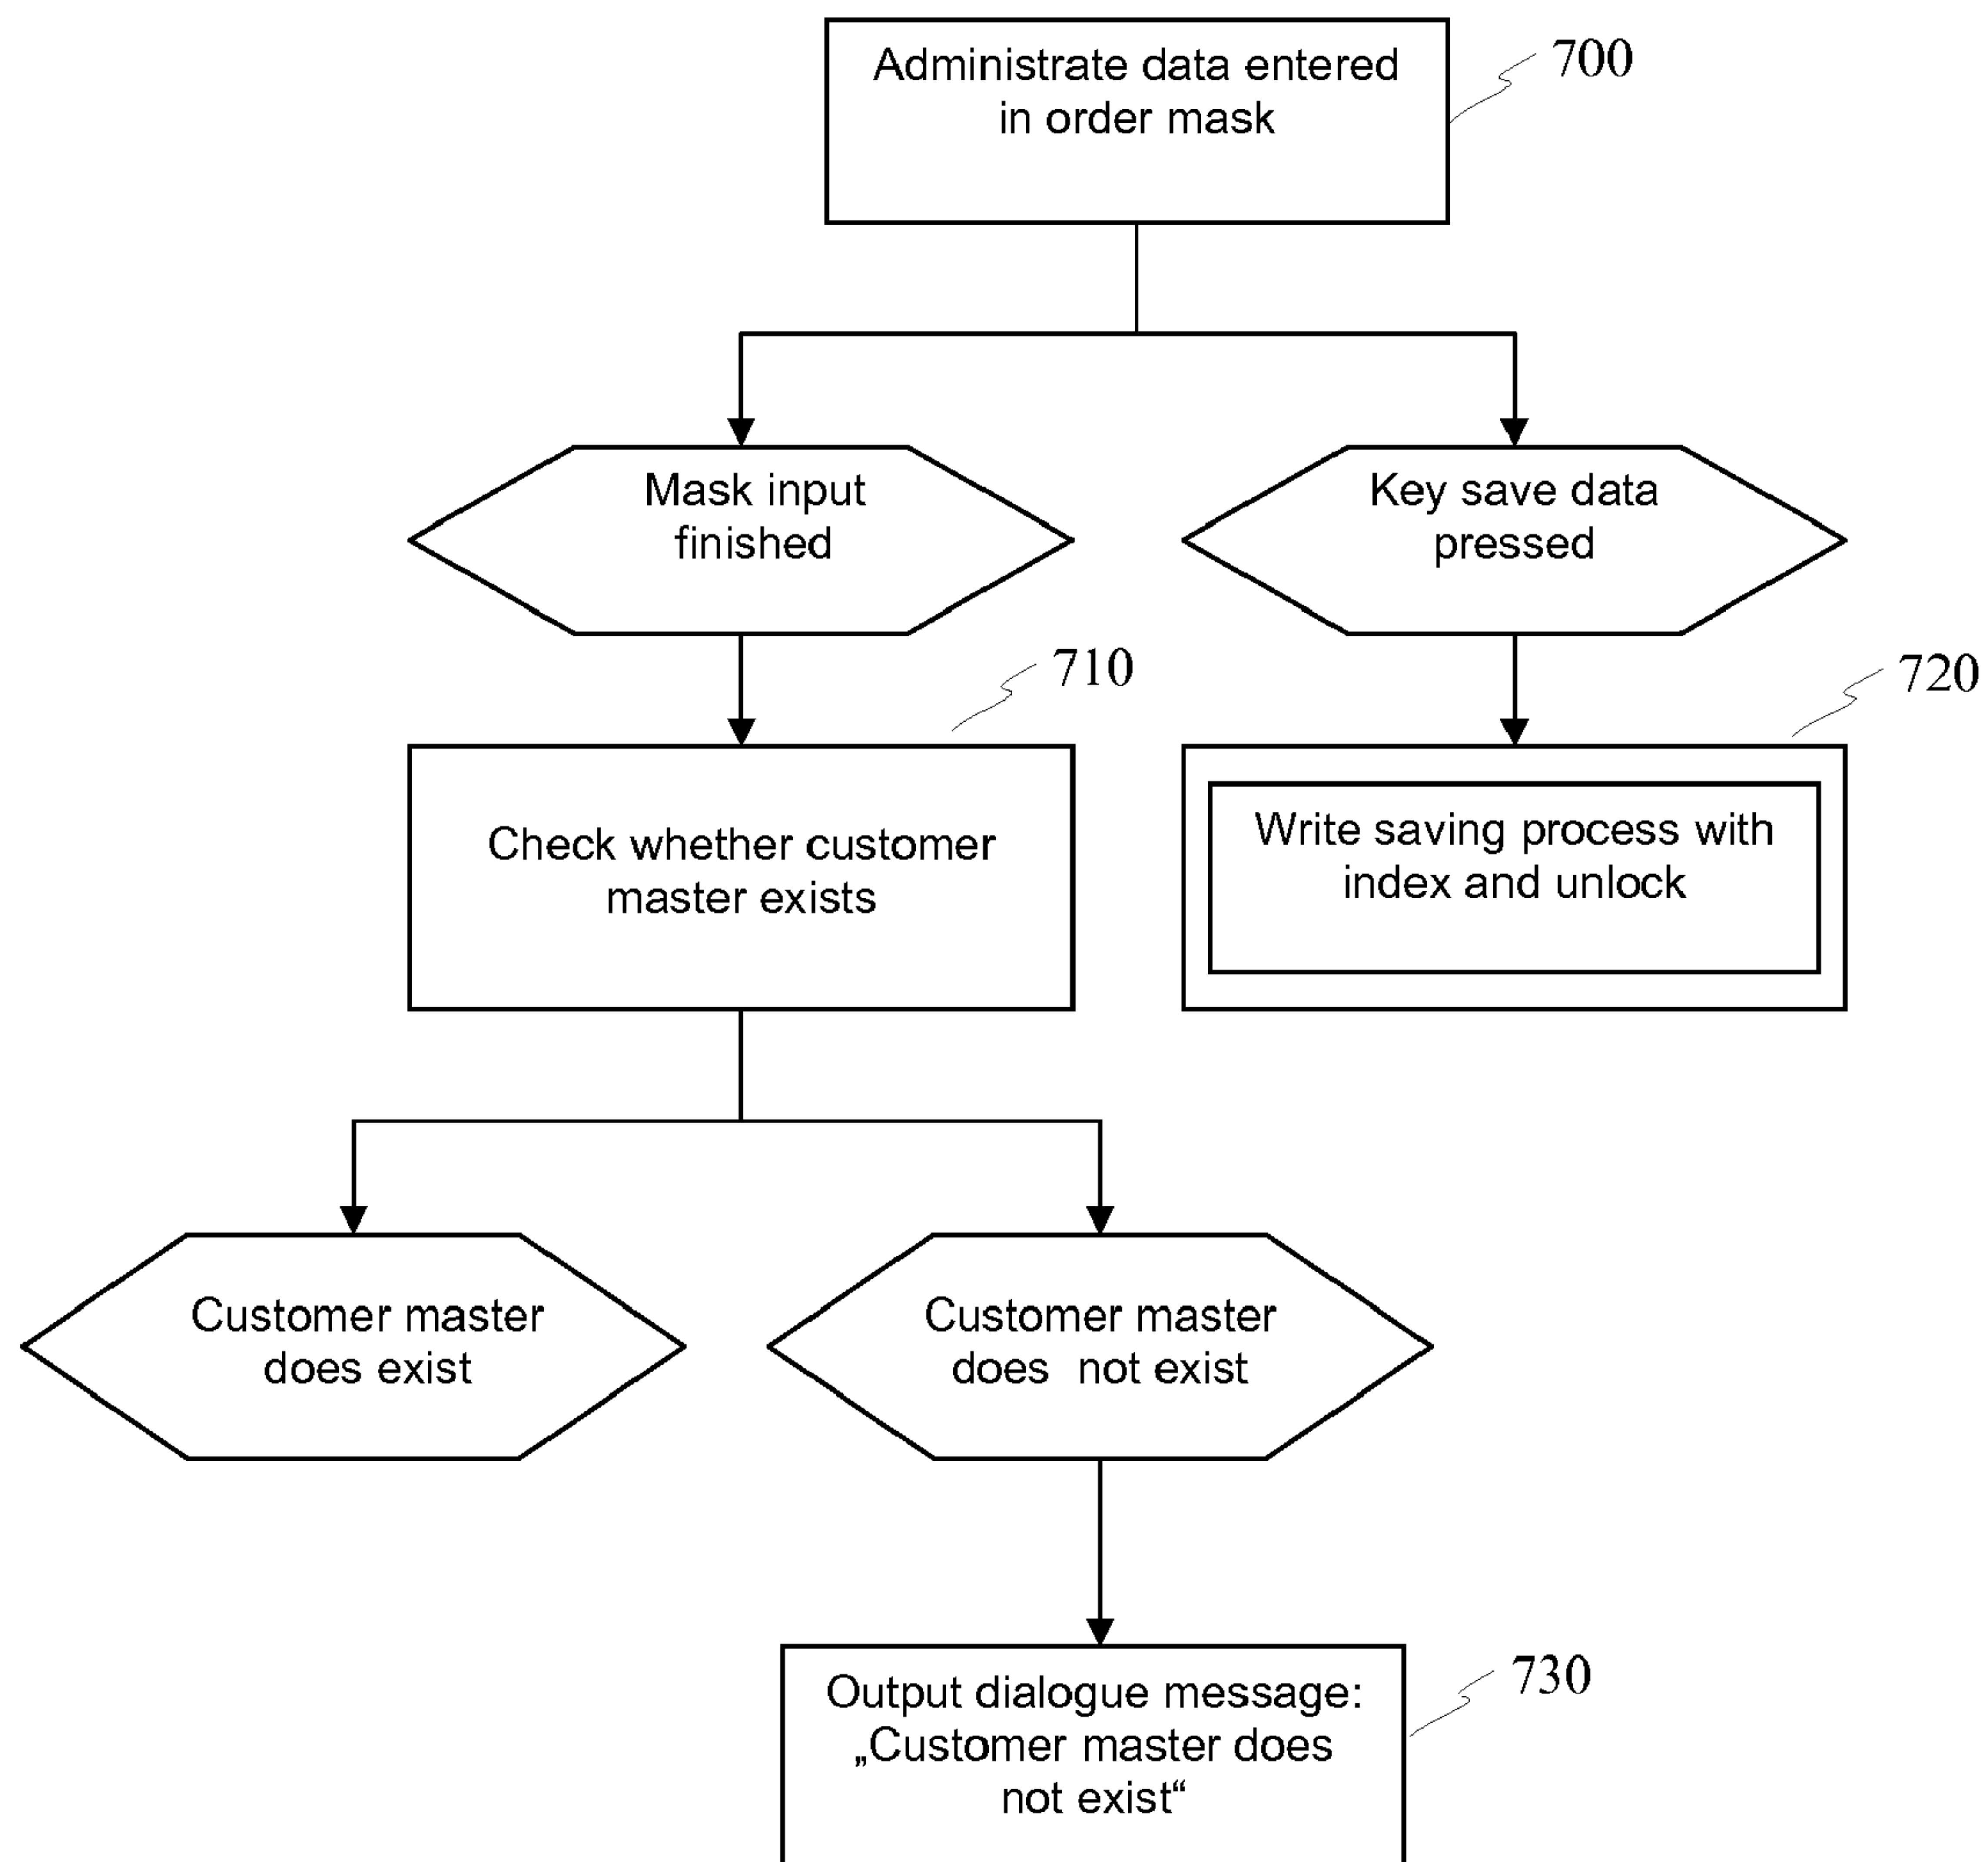 Administrate data entered
in order mask
700
Mask input
finished
Key save data
pressed
710
720
Check whether customer
master exists
Write saving process with
index and unlock
Customer master
does exist
Customer master
does  not exist
730
Output dialogue message:
„Customer master does
not exist“